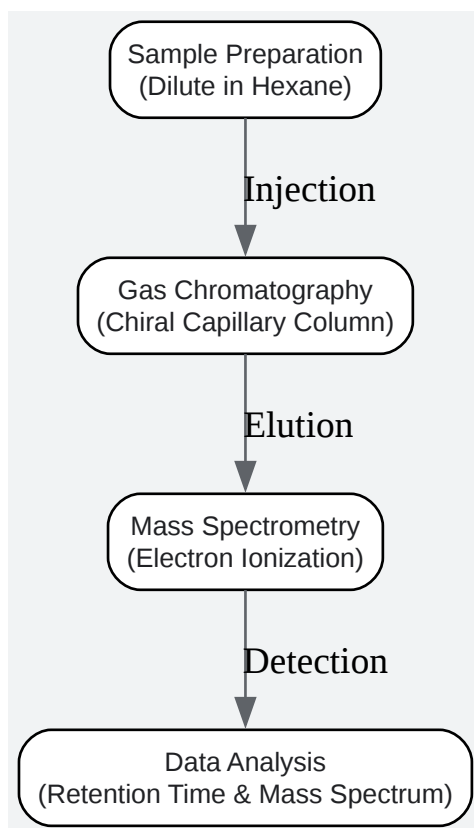 Sample Preparation
(Dilute in Hexane)
Injection
Gas Chromatography
(Chiral Capillary Column)
Elution
Mass Spectrometry
(Electron Ionization)
Detection
Data Analysis
(Retention Time & Mass Spectrum)